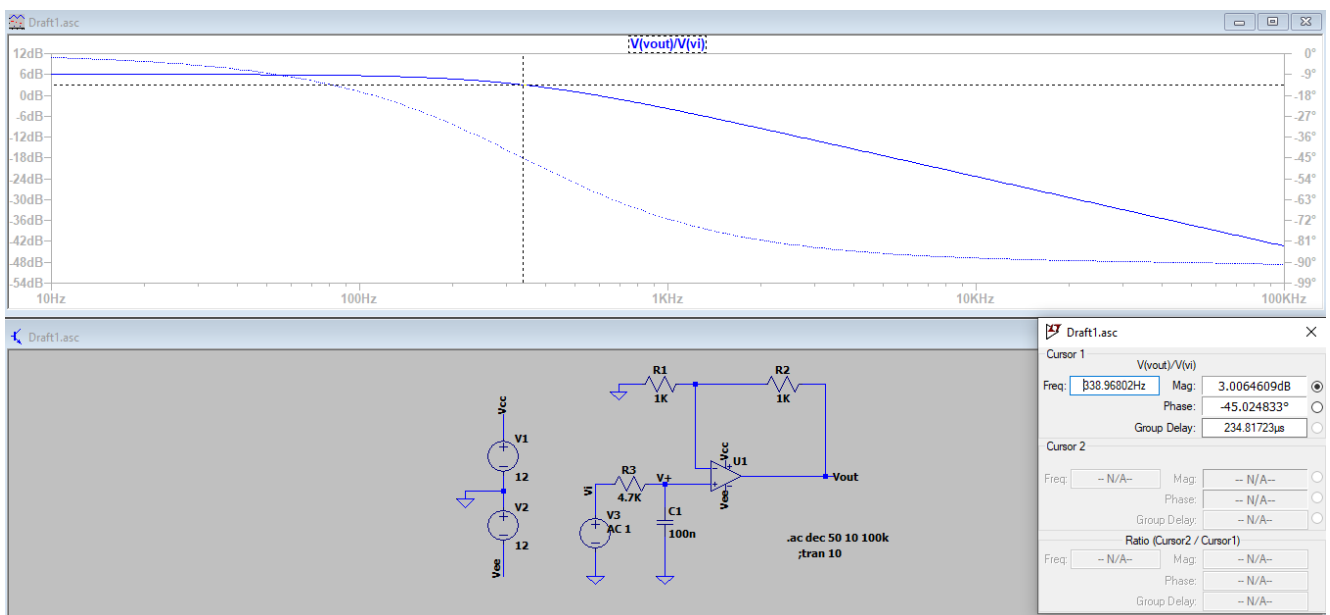 Draft1.asc
V(vout)/V(vi)
12dB
6dB
0dB
-6dB
-12dB
-18dB
-24dB
-30dB
-36dB
-42dB
-48dB
-54dB
0°
-9°
-18°
-27°
-36°
-45°
-54°
-63°
-72°
-81°
-90°
-99°
10Hz 100Hz 1KHz 10KHz 100KHz
Draft1.asc
R1
1K
R2
1K
Vcc
V1
12
V2
12
Vee
Vi
R3
4.7K
V+
V3
AC 1
C1
100n
Vcc
U1
Vee
Vout
.ac dec 50 10 100k
;tran 10
Draft1.asc
Cursor 1
V(vout)/V(vi)
Freq: 338.96802Hz Mag: 3.0064609dB
Phase: -45.024833°
Group Delay: 234.81723µs
Cursor 2
Freq: -- N/A-- Mag: -- N/A--
Phase: -- N/A--
Group Delay: -- N/A--
Ratio (Cursor2 / Cursor1)
Freq: -- N/A-- Mag: -- N/A--
Phase: -- N/A--
Group Delay: -- N/A--